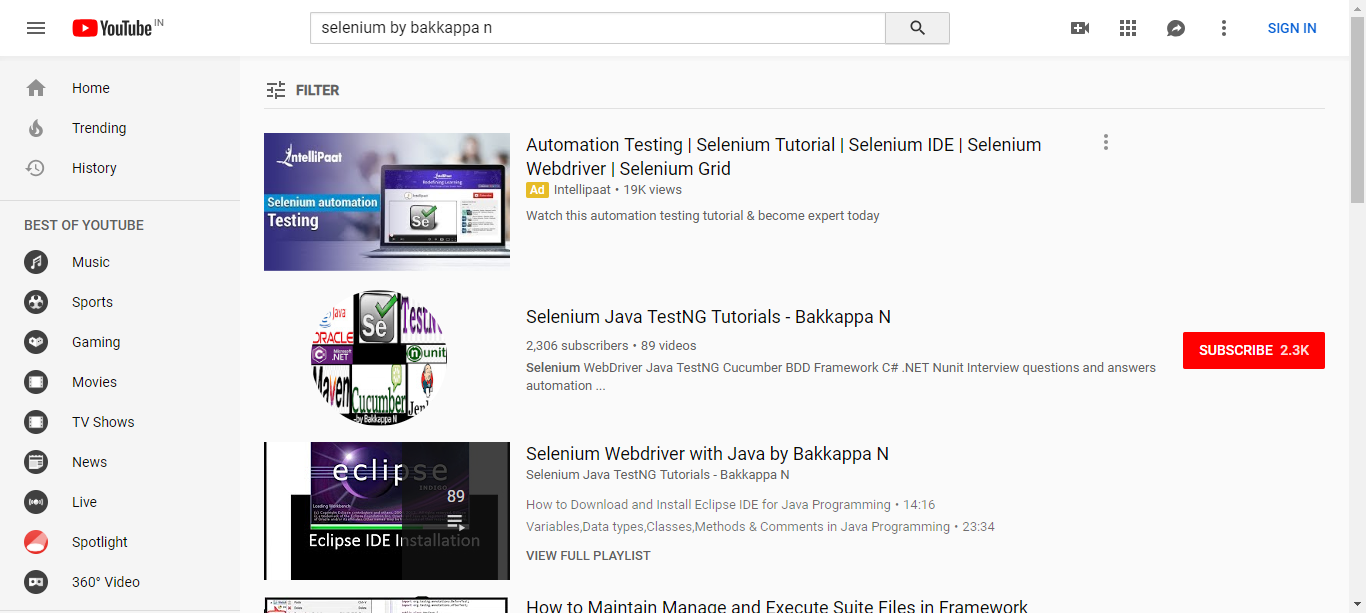 YouTube IN
selenium by bakkappa n
SIGN IN
Home
Trending
History
BEST OF YOUTUBE
Music
Sports
Gaming
Movies
TV Shows
News
Live
Spotlight
360° Video
FILTER
IntelliPaat
Selenium automation
Testing
Se
Automation Testing | Selenium Tutorial | Selenium IDE | Selenium
Webdriver | Selenium Grid
Ad Intellipaat • 19K views
Watch this automation testing tutorial & become expert today
Java
ORACLE
Se
TestN
Microsoft
.NET
nunit
Maven
Cucumber
Jen
-by Bakkappa N
Selenium Java TestNG Tutorials - Bakkappa N
2,306 subscribers • 89 videos
Selenium WebDriver Java TestNG Cucumber BDD Framework C# .NET Nunit Interview questions and answers
automation ...
SUBSCRIBE 2.3K
eclipse
INDIGO
89
Eclipse IDE Installation
Selenium Webdriver with Java by Bakkappa N
Selenium Java TestNG Tutorials - Bakkappa N
How to Download and Install Eclipse IDE for Java Programming • 14:16
Variables,Data types,Classes,Methods & Comments in Java Programming • 23:34
VIEW FULL PLAYLIST
How to Maintain Manage and Execute Suite Files in Framework